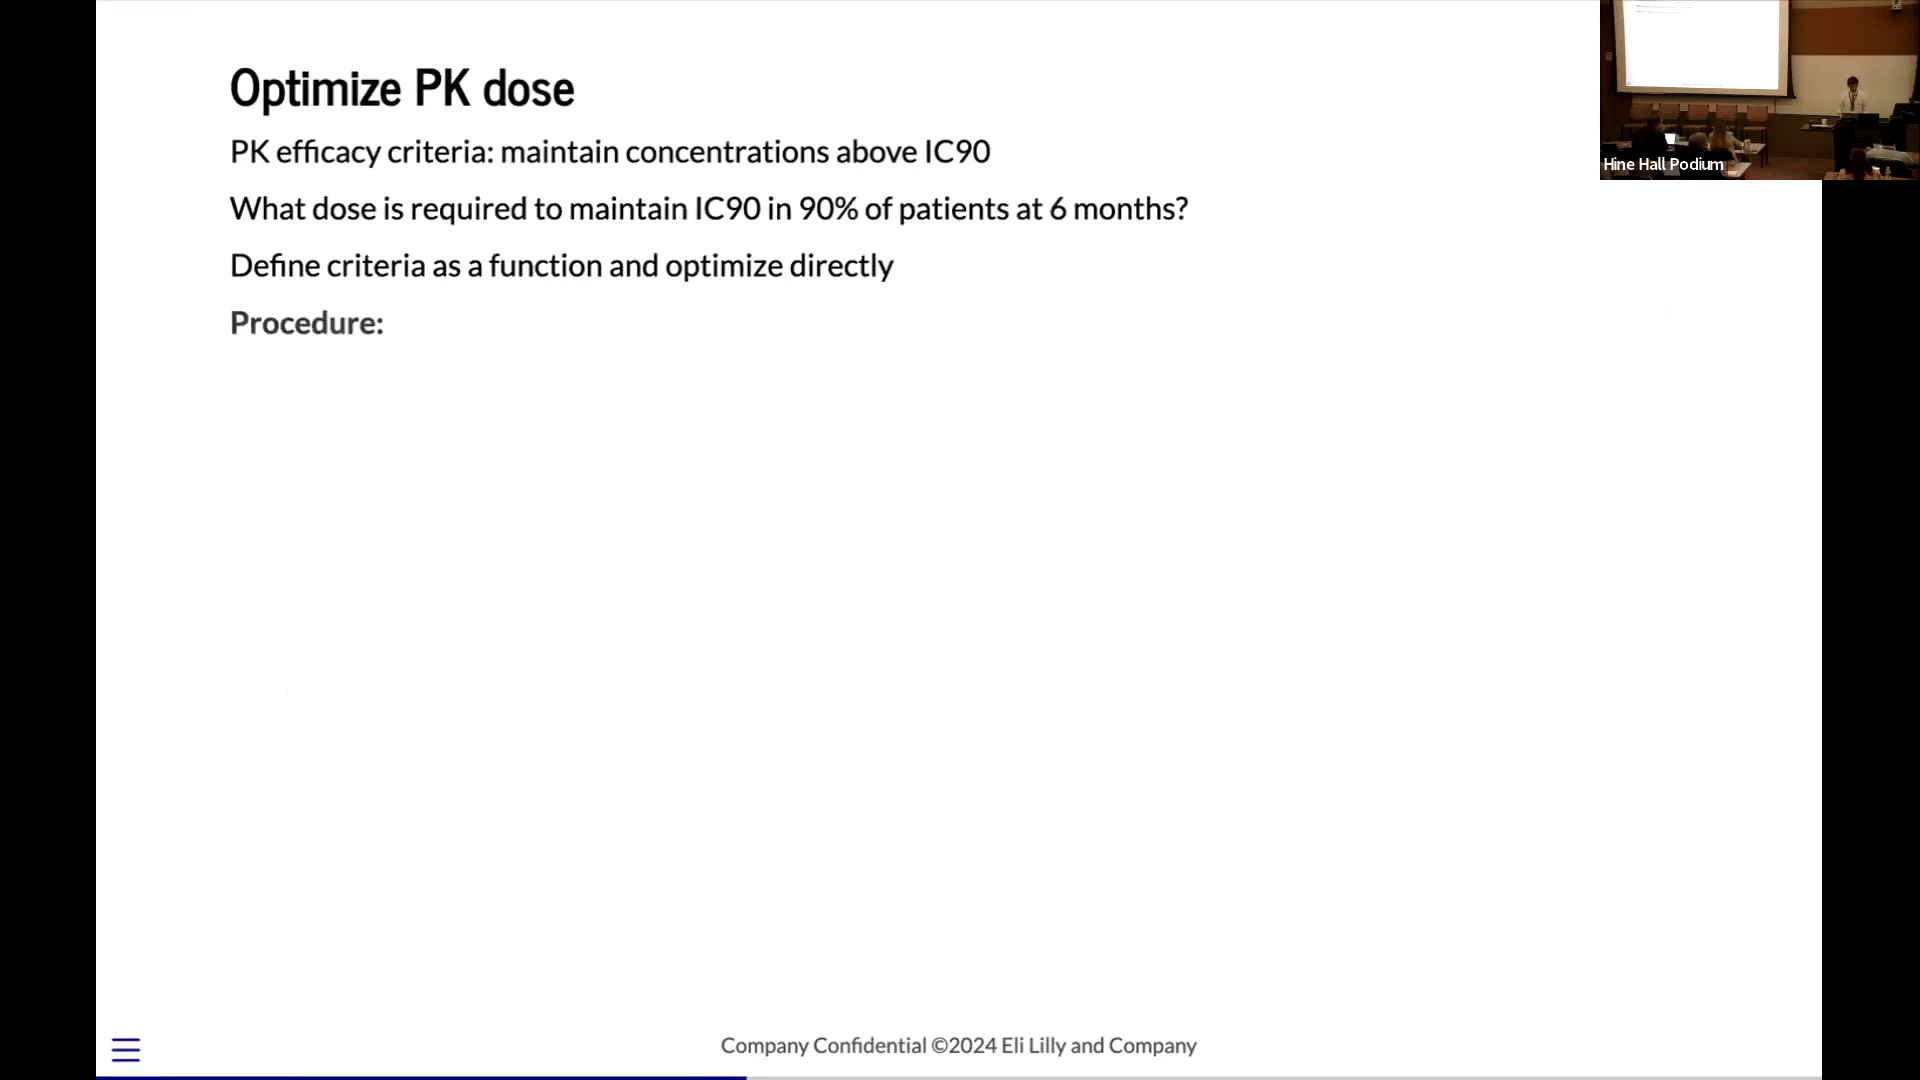 Optimize PK dose
PK efficacy criteria: maintain concentrations above IC90
What dose is required to maintain IC90 in 90% of patients at 6 months?
Define criteria as a function and optimize directly
Procedure:
Hine Hall Podium
Company Confidential ©2024 Eli Lilly and Company